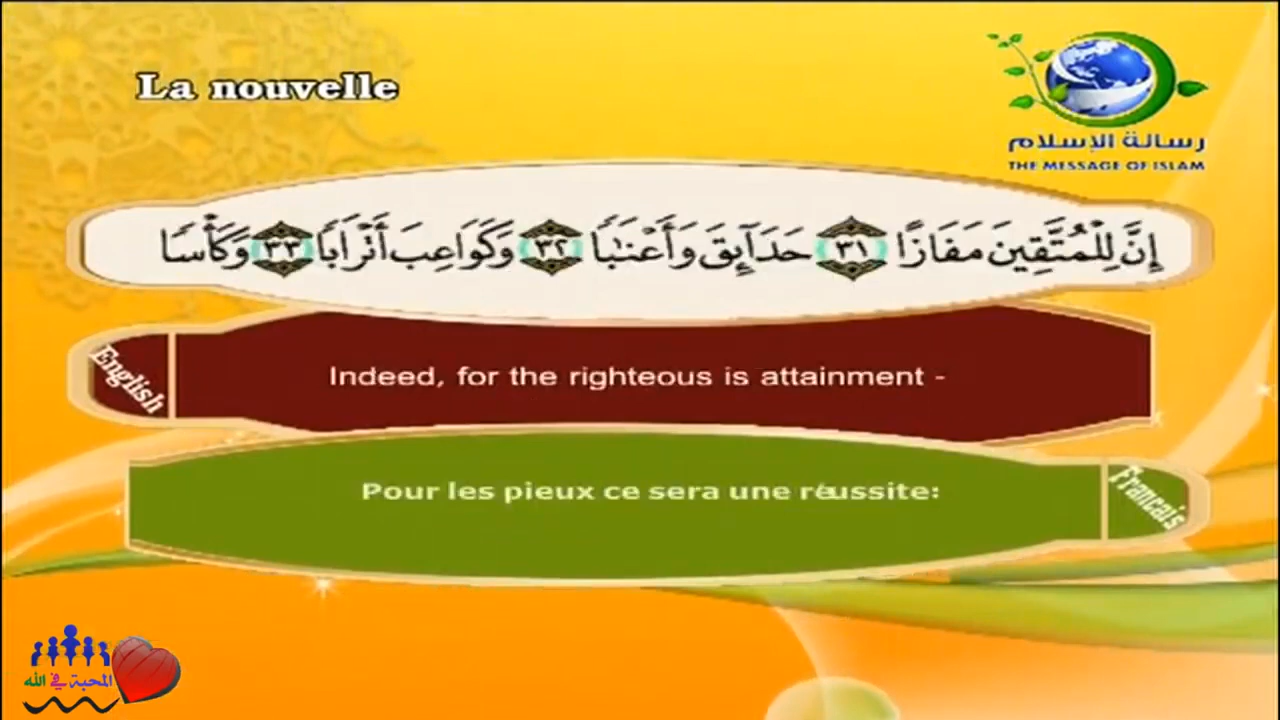 La nouvelle
رسالة الإسلام
THE MESSAGE OF ISLAM
إِنَّ لِلْمُتَّقِينَ مَفَازًا ٣١ حَدَآئِقَ وَأَعْنَٰبًا ٣٢ وَكَوَاعِبَ أَتْرَابًا ٣٣ وَكَأْسًا
English
Indeed, for the righteous is attainment -
Pour les pieux ce sera une réussite:
Francais
المحبة في الله